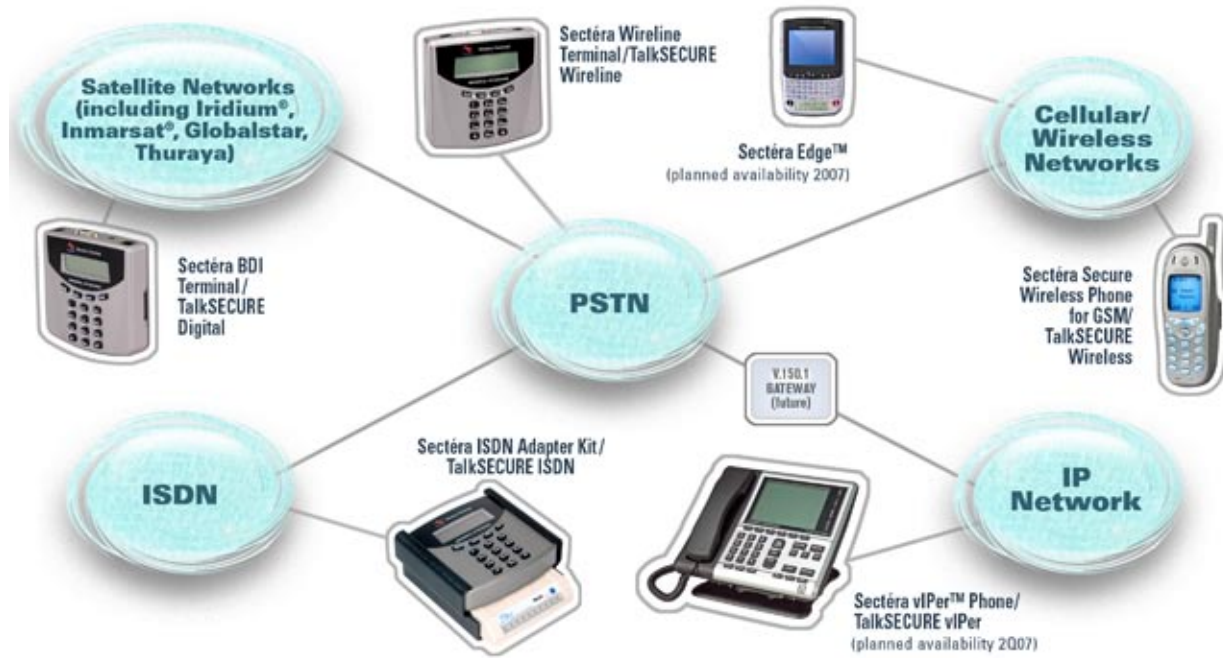 Satellite Networks
(including Iridium®,
Inmarsat®, Globalstar,
Thuraya)
Sectéra Wireline
Terminal/TalkSECURE
Wireline
Sectéra Edge™
(planned availability 2007)
Cellular/
Wireless
Networks
Sectéra BDI
Terminal/
TalkSECURE
Digital
PSTN
Sectéra Secure
Wireless Phone
for GSM/
TalkSECURE
Wireless
V.150.1
GATEWAY
(future)
ISDN
Sectéra ISDN Adapter Kit/
TalkSECURE ISDN
IP
Network
Sectéra vIPer™ Phone/
TalkSECURE vIPer
(planned availability 2Q07)